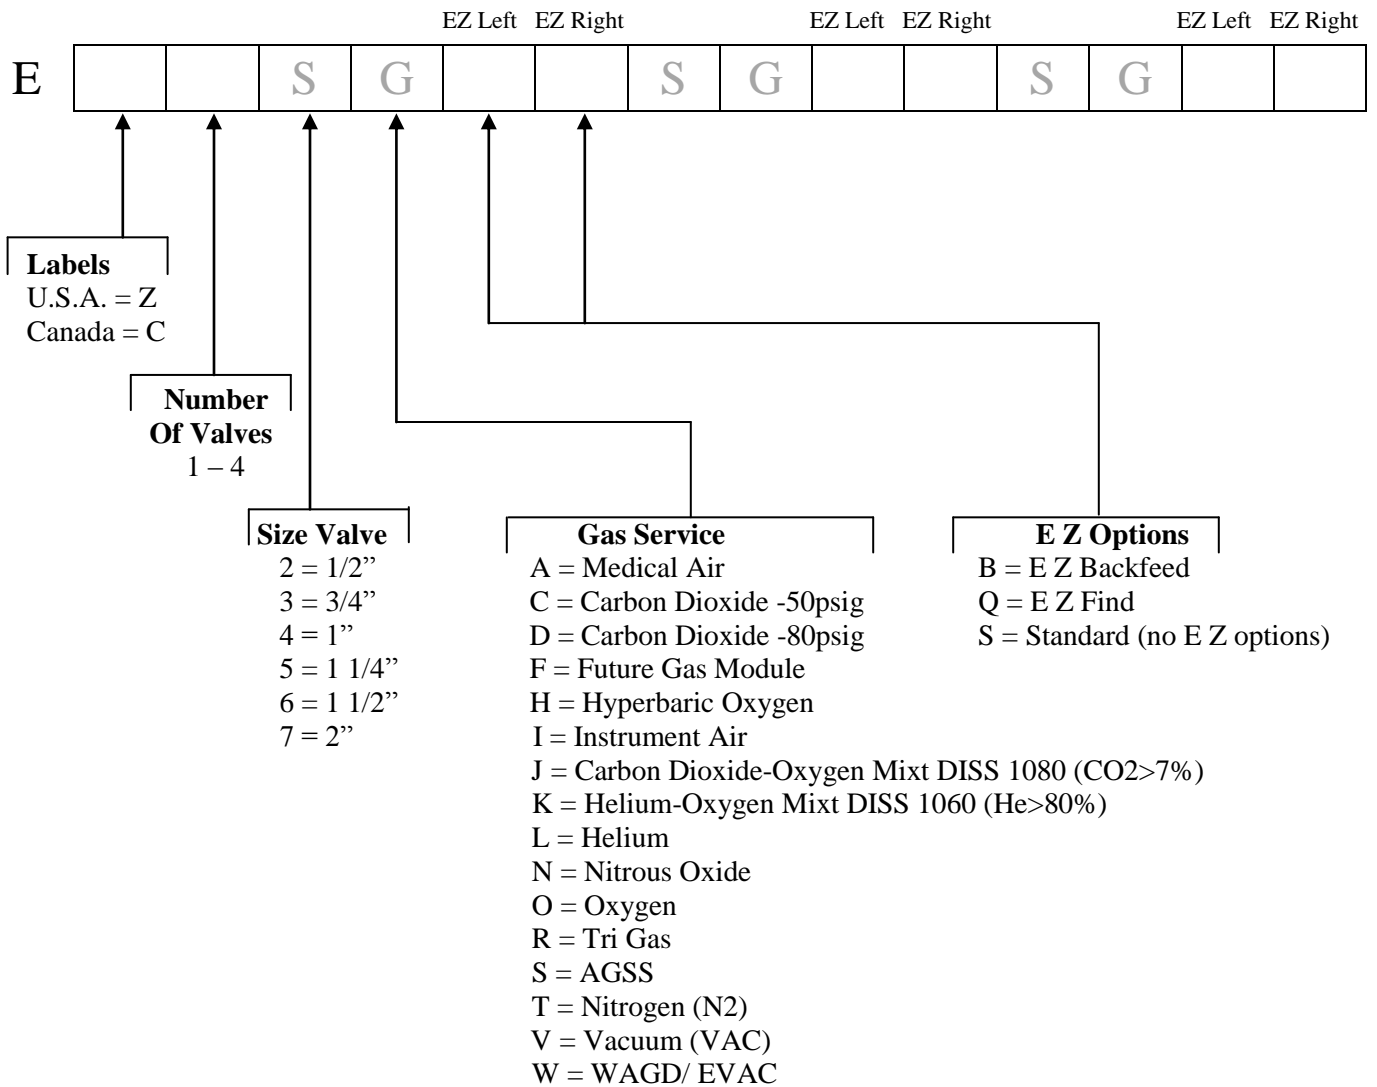 EZ Left EZ Right EZ Left EZ Right EZ Left EZ Right
E S G S G S G
Labels
U.S.A. = Z
Canada = C
Number
Of Valves
1 – 4
Size Valve
2 = 1/2”
3 = 3/4”
4 = 1”
5 = 1 1/4”
6 = 1 1/2”
7 = 2”
Gas Service
A = Medical Air
C = Carbon Dioxide -50psig
D = Carbon Dioxide -80psig
F = Future Gas Module
H = Hyperbaric Oxygen
I = Instrument Air
J = Carbon Dioxide-Oxygen Mixt DISS 1080 (CO2>7%)
K = Helium-Oxygen Mixt DISS 1060 (He>80%)
L = Helium
N = Nitrous Oxide
O = Oxygen
R = Tri Gas
S = AGSS
T = Nitrogen (N2)
V = Vacuum (VAC)
W = WAGD/ EVAC
E Z Options
B = E Z Backfeed
Q = E Z Find
S = Standard (no E Z options)